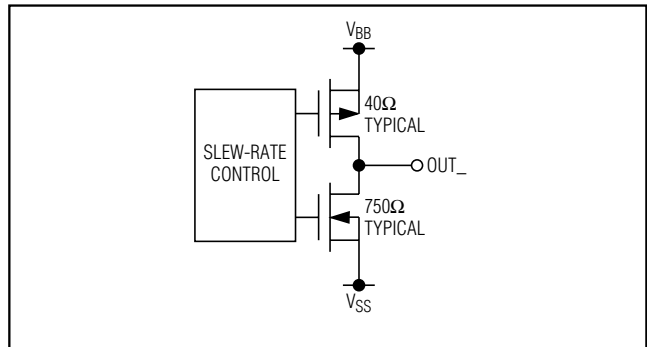 VBB
40Ω
TYPICAL
SLEW-RATE
CONTROL
OUT_
750Ω
TYPICAL
VSS